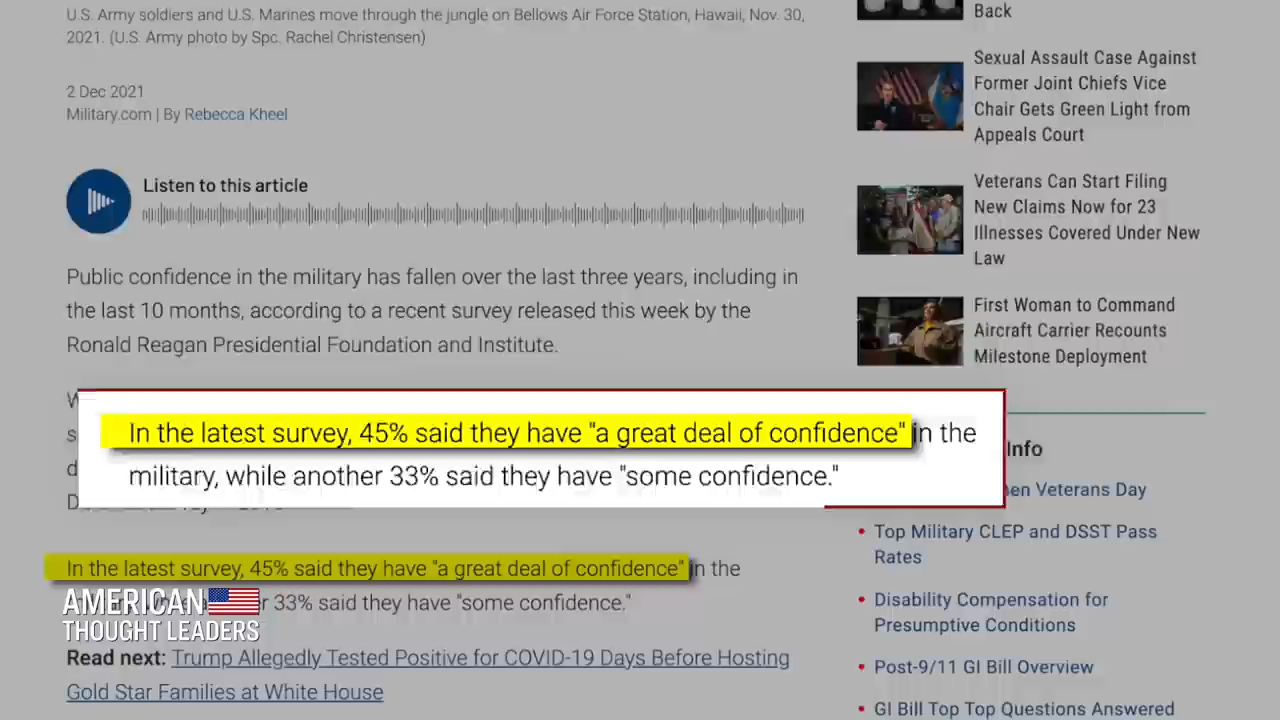 U.S. Army soldiers and U.S. Marines move through the jungle on Bellows Air Force Station, Hawaii, Nov. 30,
2021. (U.S. Army photo by Spc. Rachel Christensen)
2 Dec 2021
Military.com | By Rebecca Kheel
Listen to this article
Public confidence in the military has fallen over the last three years, including in
the last 10 months, according to a recent survey released this week by the
Ronald Reagan Presidential Foundation and Institute.
In the latest survey, 45% said they have "a great deal of confidence" in the
military, while another 33% said they have "some confidence."
In the latest survey, 45% said they have "a great deal of confidence" in the
33% said they have "some confidence."
AMERICAN
THOUGHT LEADERS
Read next: Trump Allegedly Tested Positive for COVID-19 Days Before Hosting
Gold Star Families at White House
Back
Sexual Assault Case Against
Former Joint Chiefs Vice
Chair Gets Green Light from
Appeals Court
Veterans Can Start Filing
New Claims Now for 23
Illnesses Covered Under New
Law
First Woman to Command
Aircraft Carrier Recounts
Milestone Deployment
Info
Veterans Day
Top Military CLEP and DSST Pass
Rates
Disability Compensation for
Presumptive Conditions
Post-9/11 GI Bill Overview
GI Bill Top Top Questions Answered